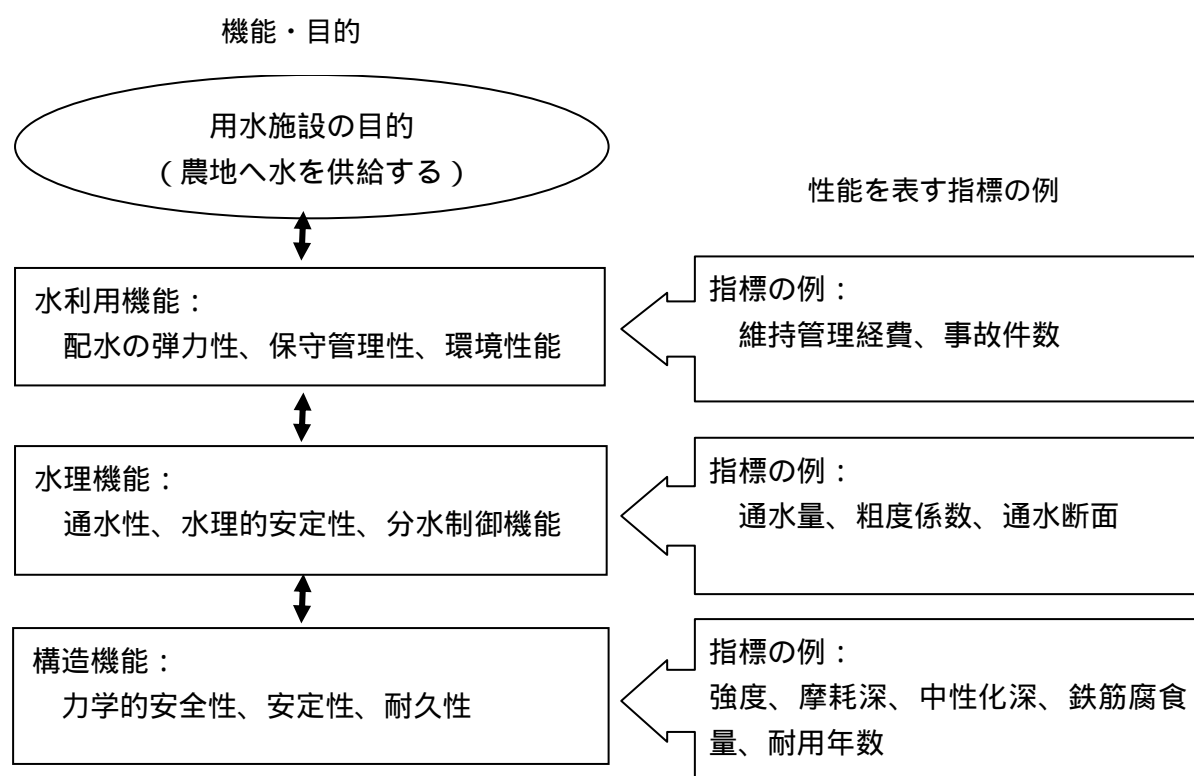 機能・目的
用水施設の目的
(農地へ水を供給する)
性能を表す指標の例
水利用機能:
配水の弾力性、保守管理性、環境性能
指標の例:
維持管理経費、事故件数
水理機能:
通水性、水理的安定性、分水制御機能
指標の例:
通水量、粗度係数、通水断面
構造機能:
力学的安全性、安定性、耐久性
指標の例:
強度、摩耗深、中性化深、鉄筋腐食
量、耐用年数